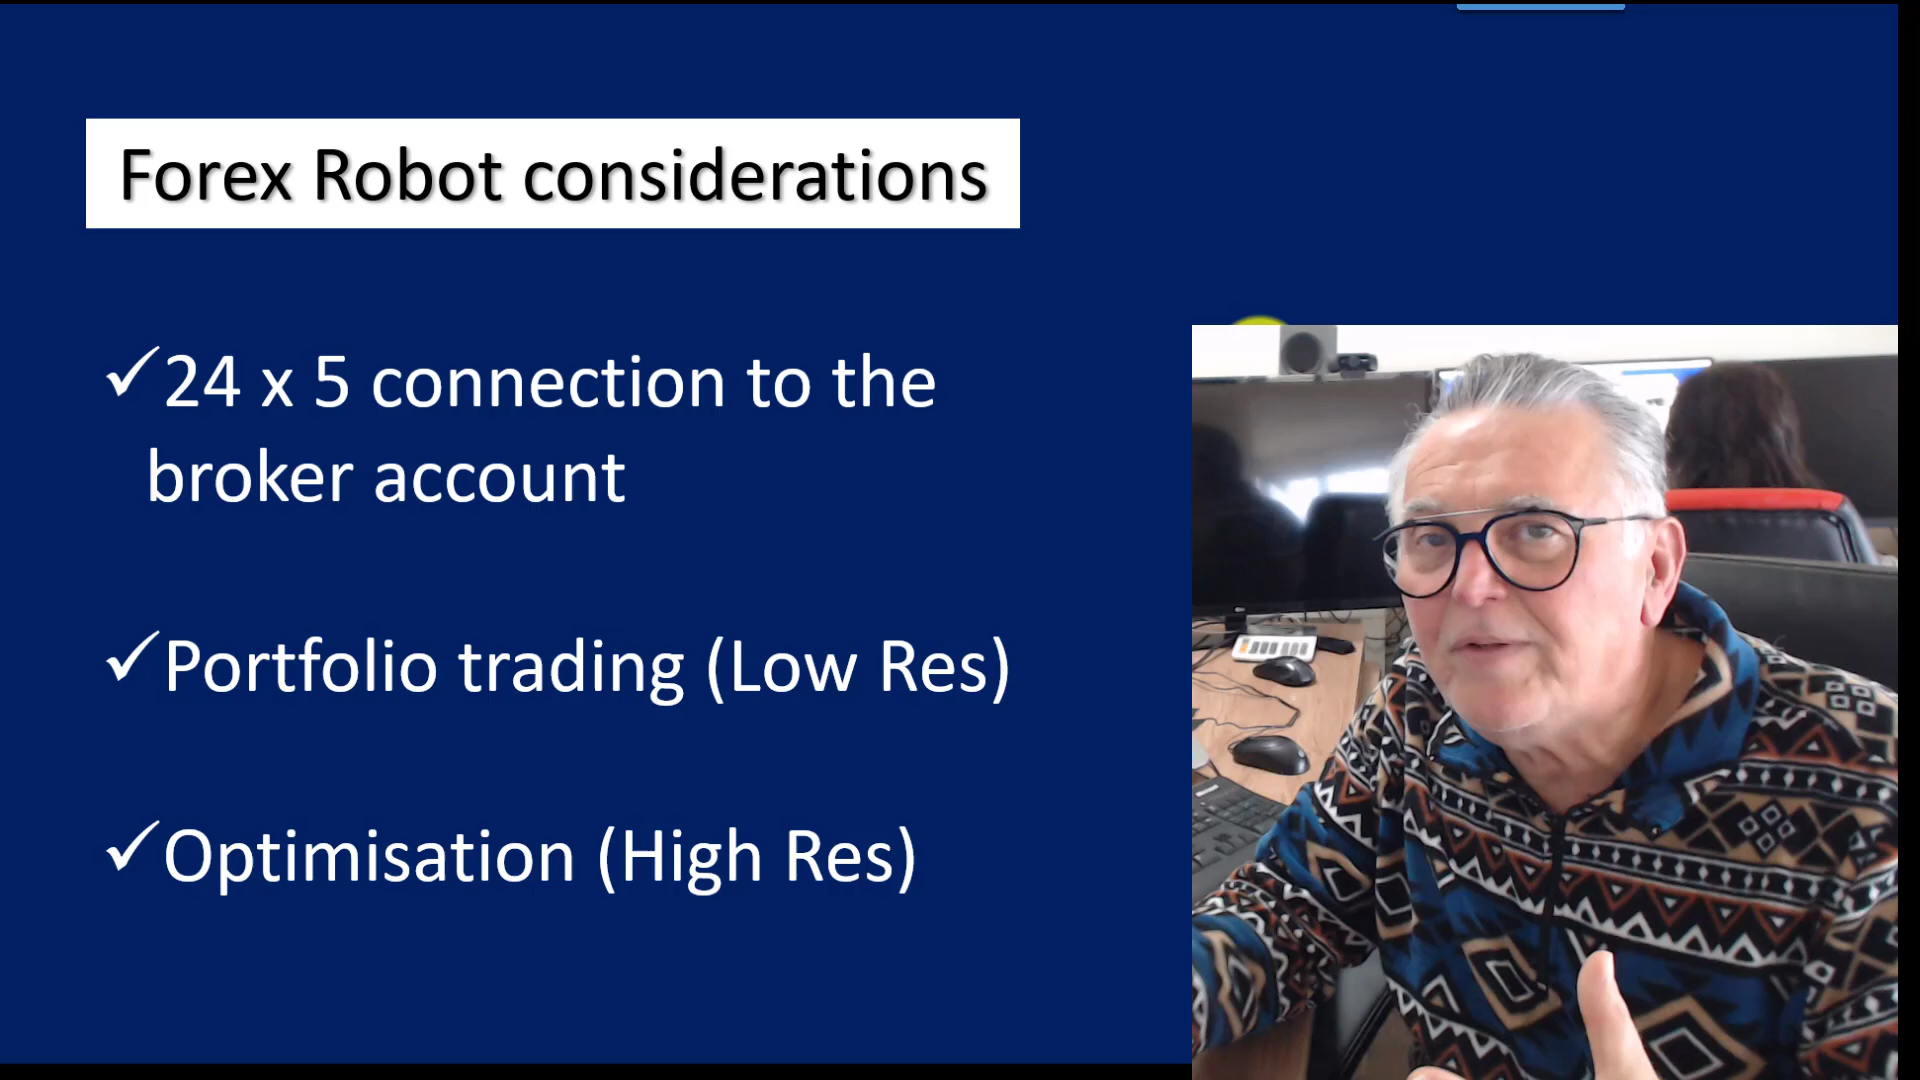 Forex Robot considerations
✓24 x 5 connection to the
broker account
✓Portfolio trading (Low Res)
✓Optimisation (High Res)